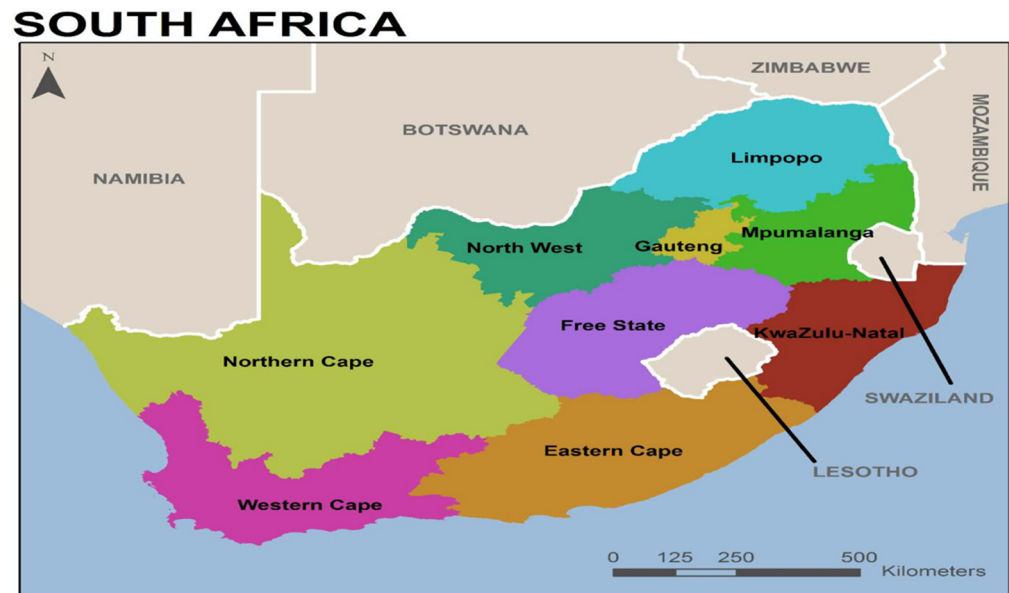 SOUTH AFRICA
N
ZIMBABWE
MOZAMBIQUE
BOTSWANA
Limpopo
NAMIBIA
Mpumalanga
North West
Gauteng
Free State
KwaZulu-Natal
Northern Cape
SWAZILAND
Eastern Cape
LESOTHO
Western Cape
0 125 250 500
Kilometers